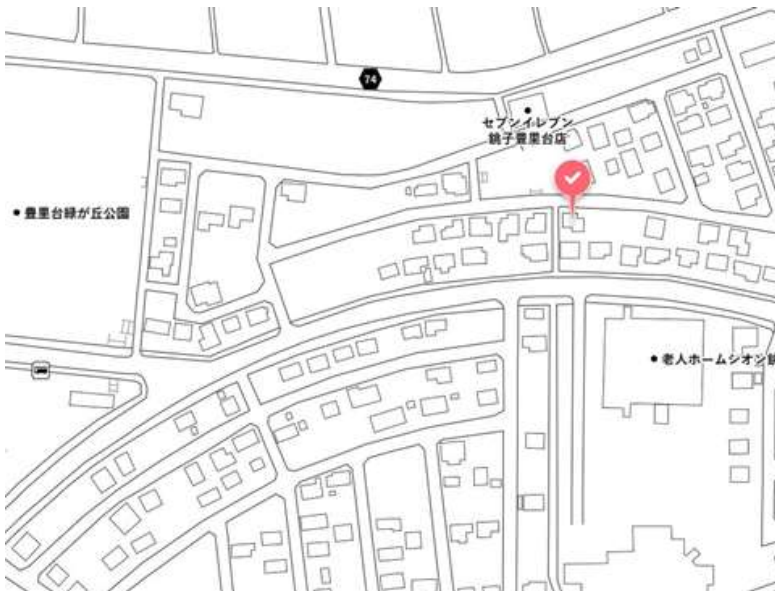 74
セブンイレブン
銚子豊里台店
豊里台緑が丘公園
老人ホームシオン